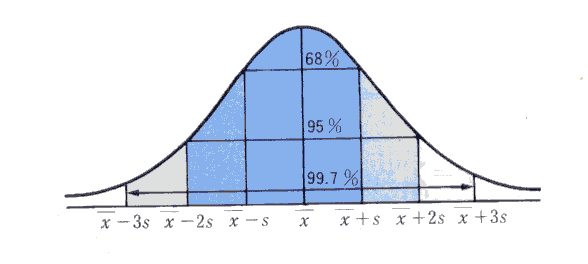 68%
95%
99.7%
x̅ – 3s x̅ – 2s x̅ – s x̅ x̅ + s x̅ + 2s x̅ + 3s